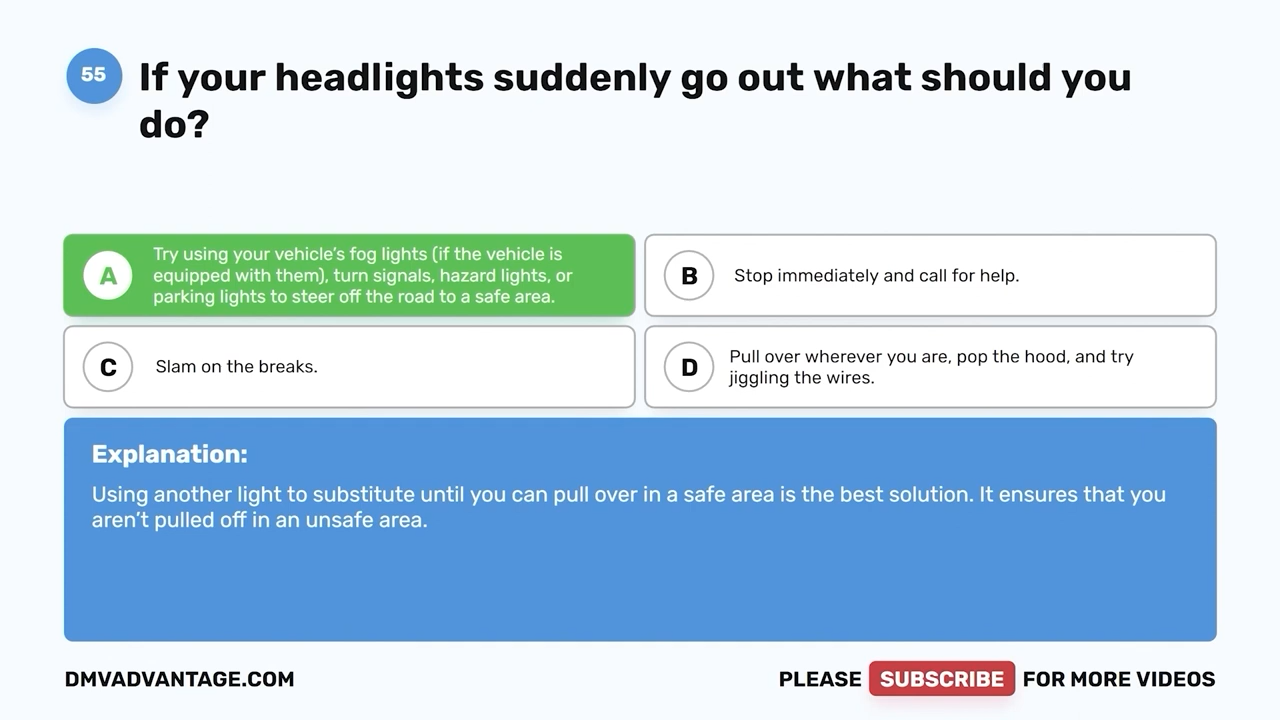 55
If your headlights suddenly go out what should you
do?
A
Try using your vehicle's fog lights (if the vehicle is
equipped with them), turn signals, hazard lights, or
parking lights to steer off the road to a safe area.
B
Stop immediately and call for help.
C
Slam on the breaks.
D
Pull over wherever you are, pop the hood, and try
jiggling the wires.
Explanation:
Using another light to substitute until you can pull over in a safe area is the best solution. It ensures that you
aren't pulled off in an unsafe area.
DMVADVANTAGE.COM
PLEASE SUBSCRIBE FOR MORE VIDEOS